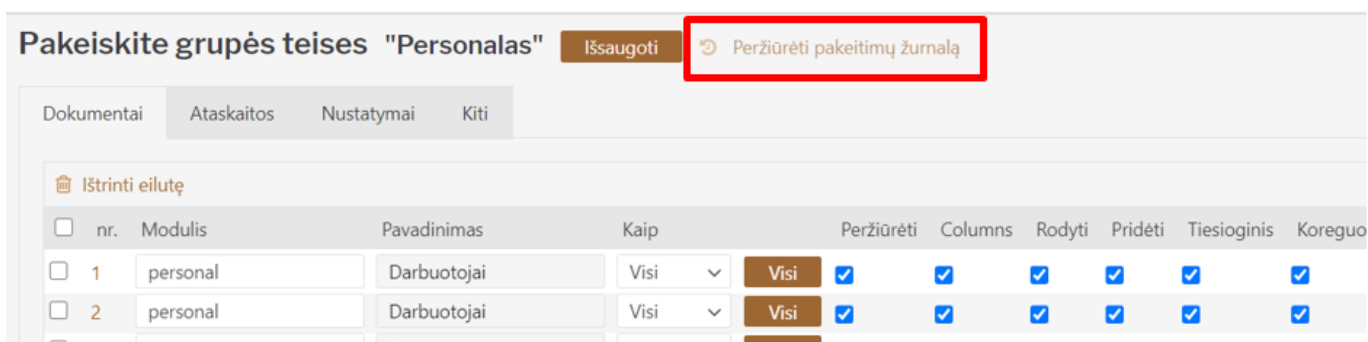 Pakeiskite grupės teises "Personalas" Išsaugoti Peržiūrėti pakeitimų žurnalą
Dokumentai Ataskaitos Nustatymai Kiti
Ištrinti eilutę
nr. Modulis Pavadinimas Kaip Peržiūrėti Columns Rodyti Pridėti Tiesioginis Koreguo
1 personal Darbuotojai Visi Visi
2 personal Darbuotojai Visi Visi